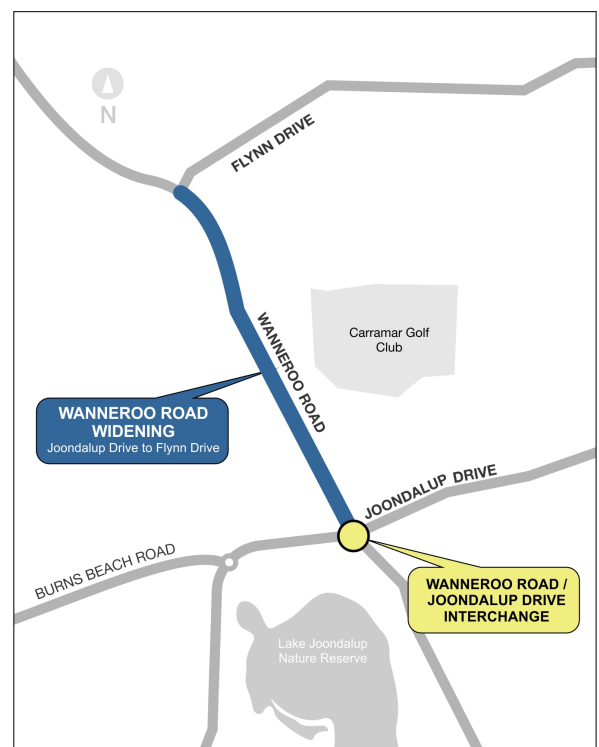 N
FLYNN DRIVE
WANNEROO ROAD
Carramar Golf
Club
WANNEROO ROAD
WIDENING
Joondalup Drive to Flynn Drive
JOONDALUP DRIVE
BURNS BEACH ROAD
WANNEROO ROAD /
JOONDALUP DRIVE
INTERCHANGE
Lake Joondalup
Nature Reserve